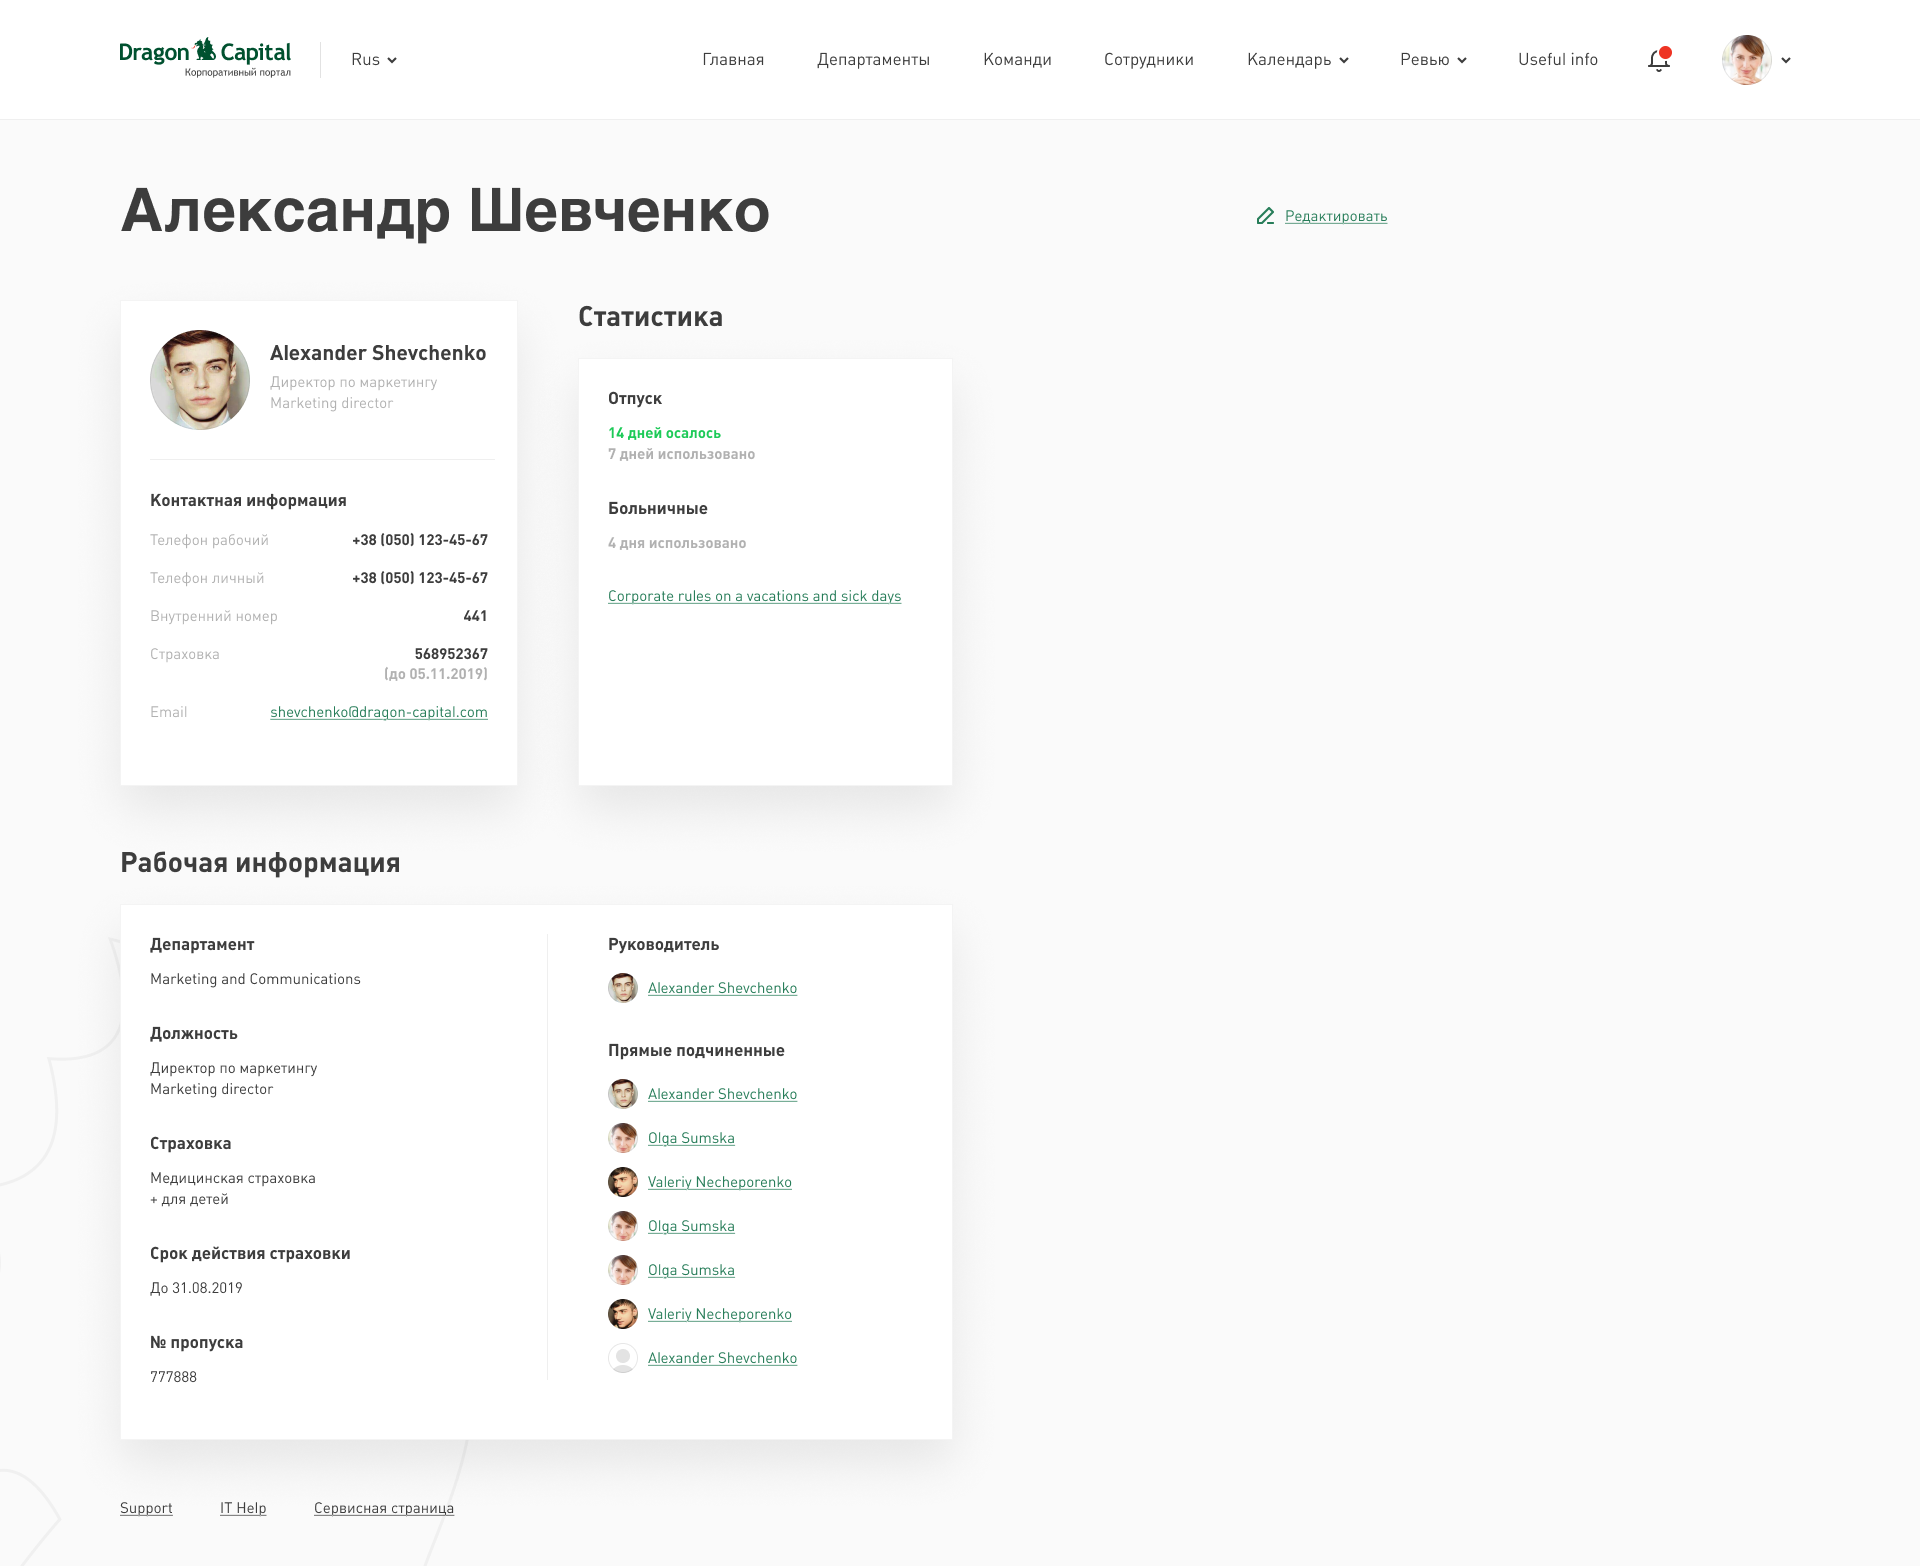 Dragon Capital
Корпоративный портал
Rus
Главная
Департаменты
Команди
Сотрудники
Календарь
Ревью
Useful info
Александр Шевченко
Редактировать
Alexander Shevchenko
Директор по маркетингу
Marketing director
Контактная информация
Телефон рабочий +38 (050) 123-45-67
Телефон личный +38 (050) 123-45-67
Внутренний номер 441
Страховка 568952367
(до 05.11.2019)
Email shevchenko@dragon-capital.com
Статистика
Отпуск
14 дней осалось
7 дней использовано
Больничные
4 дня использовано
Corporate rules on a vacations and sick days
Рабочая информация
Департамент
Marketing and Communications
Должность
Директор по маркетингу
Marketing director
Страховка
Медицинская страховка
+ для детей
Срок действия страховки
До 31.08.2019
№ пропуска
777888
Руководитель
Alexander Shevchenko
Прямые подчиненные
Alexander Shevchenko
Olga Sumska
Valeriy Necheporenko
Olga Sumska
Olga Sumska
Valeriy Necheporenko
Alexander Shevchenko
Support
IT Help
Сервисная страница